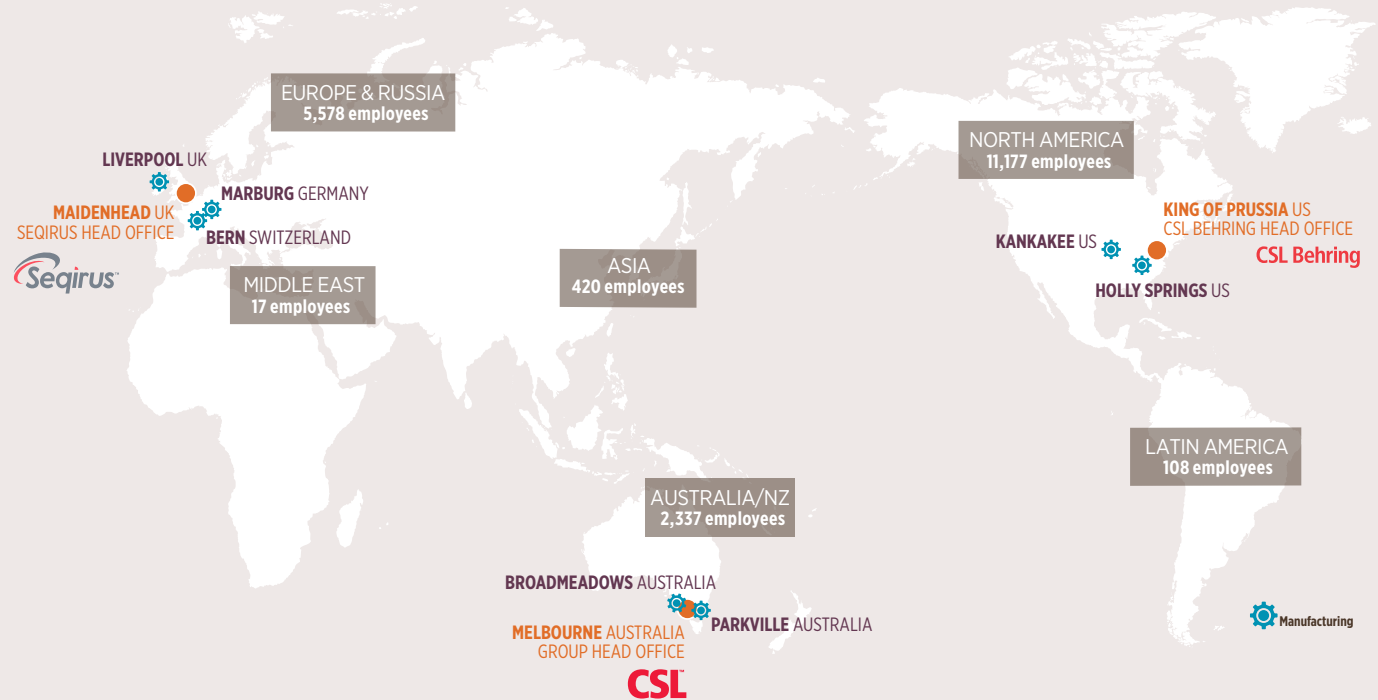 EUROPE & RUSSIA
5,578 employees
LIVERPOOL UK
MARBURG GERMANY
MAIDENHEAD UK
SEQIRUS HEAD OFFICE
BERN SWITZERLAND
Seqirus™
MIDDLE EAST
17 employees
ASIA
420 employees
NORTH AMERICA
11,177 employees
KING OF PRUSSIA US
CSL BEHRING HEAD OFFICE
CSL Behring
KANKAKEE US
HOLLY SPRINGS US
LATIN AMERICA
108 employees
AUSTRALIA/NZ
2,337 employees
BROADMEADOWS AUSTRALIA
PARKVILLE AUSTRALIA
MELBOURNE AUSTRALIA
GROUP HEAD OFFICE
CSL™
Manufacturing